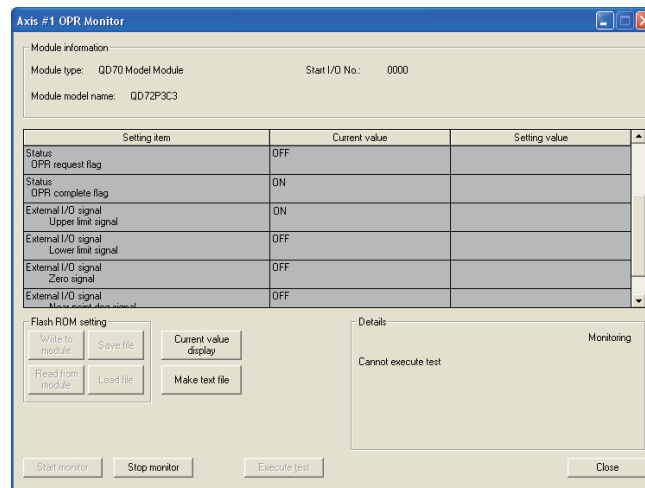 Axis #1 OPR Monitor
Module information
Module type: QD70 Model Module Start I/O No.: 0000
Module model name: QD72P3C3
Setting item Current value Setting value
Status OFF
OPR request flag
Status ON
OPR complete flag
External I/O signal ON
Upper limit signal
External I/O signal OFF
Lower limit signal
External I/O signal OFF
Zero signal
External I/O signal OFF
Near point dog signal
Flash ROM setting
Write to module
Save file
Current value display
Read from module
Load file
Make text file
Details
Monitoring
Cannot execute test
Start monitor Stop monitor Execute test Close